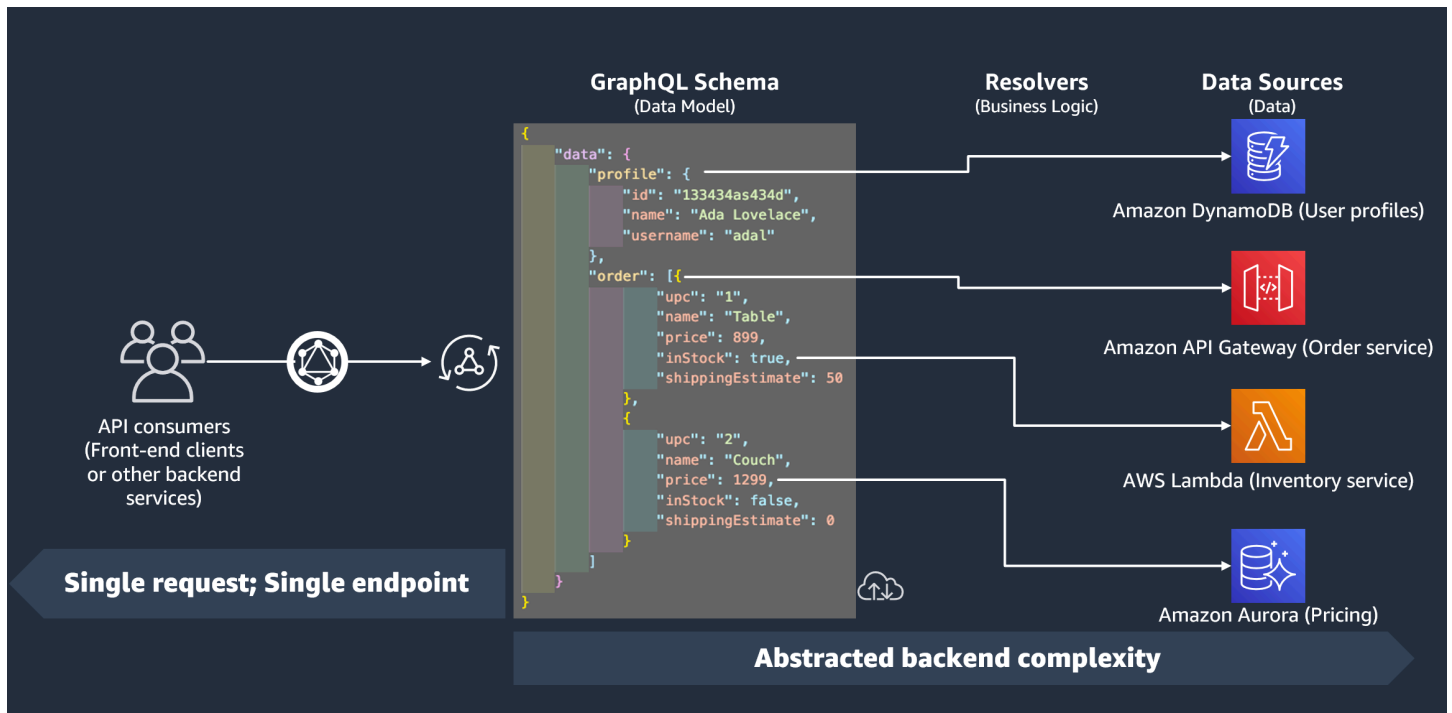 GraphQL Schema
(Data Model)
Resolvers
(Business Logic)
Data Sources
(Data)
{
"data": {
"profile": {
"id": "133434as434d",
"name": "Ada Lovelace",
"username": "adal"
},
"order": [{
"upc": "1",
"name": "Table",
"price": 899,
"inStock": true,
"shippingEstimate": 50
},
{
"upc": "2",
"name": "Couch",
"price": 1299,
"inStock": false,
"shippingEstimate": 0
}
]
}
}
Amazon DynamoDB (User profiles)
</>
Amazon API Gateway (Order service)
AWS Lambda (Inventory service)
Amazon Aurora (Pricing)
API consumers
(Front-end clients
or other backend
services)
Single request; Single endpoint
Abstracted backend complexity